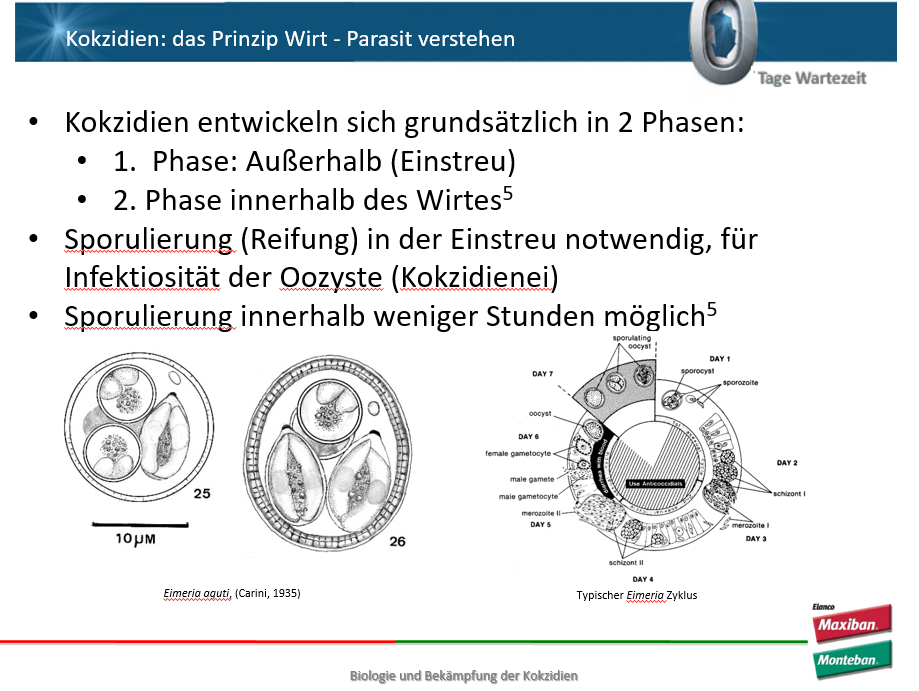 Kokzidien: das Prinzip Wirt - Parasit verstehen
0
Tage Wartezeit
• Kokzidien entwickeln sich grundsätzlich in 2 Phasen:
• 1. Phase: Außerhalb (Einstreu)
• 2. Phase innerhalb des Wirtes5
• Sporulierung (Reifung) in der Einstreu notwendig, für
Infektiosität der Oozyste (Kokzidienei)
• Sporulierung innerhalb weniger Stunden möglich5
25
10µM
26
sporulating
oocyst
DAY 1
DAY 7
sporocyst
sporozoite
oocyst
DAY 6
female gametocyte
DAY 2
male gamete
Use Anticoccidials
schizont I
male gametocyte
merozoite II
DAY 5
merozoite I
DAY 3
schizont II
DAY 4
Eimeria aguti, (Carini, 1935)
Typischer Eimeria Zyklus
Elanco
Maxiban
Monteban
Biologie und Bekämpfung der Kokzidien